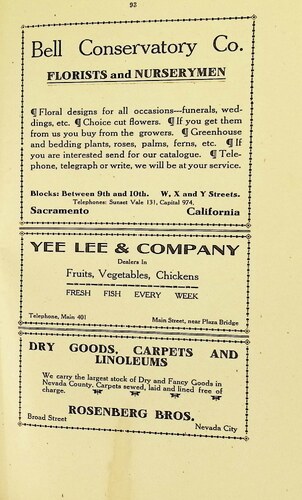 93
Bell Conservatory Co.
FLORISTS and NURSERYMEN
¶ Floral designs for all occasions—funerals, wed-
dings, etc. ¶ Choice cut flowers. ¶ If you get them
from us you buy from the growers. ¶ Greenhouse
and bedding plants, roses, palms, ferns, etc. ¶ If
you are interested send for our catalogue. ¶ Tele-
phone, telegraph or write, we will be at your service.
Blocks: Between 9th and 10th. W, X and Y Streets.
Telephones: Sunset Vale 131, Capital 974.
Sacramento California
YEE LEE & COMPANY
Dealers In
Fruits, Vegetables, Chickens
FRESH FISH EVERY WEEK
Telephone, Main 401 Main Street, near Plaza Bridge
DRY GOODS, CARPETS AND
LINOLEUMS
We carry the largest stock of Dry and Fancy Goods in
Nevada County. Carpets sewed, laid and lined free of
charge.
ROSENBERG BROS.
Broad Street Nevada City